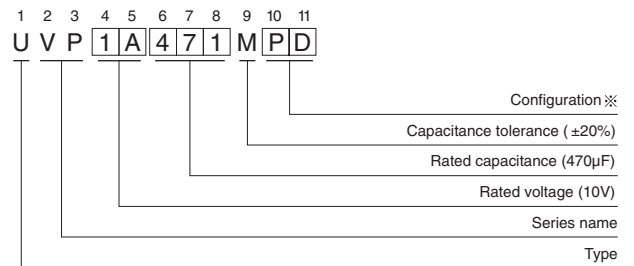 1 2 3 4 5 6 7 8 9 10 11
U V P 1 A 4 7 1 M P D
Configuration※
Capacitance tolerance ( ±20%)
Rated capacitance (470µF)
Rated voltage (10V)
Series name
Type